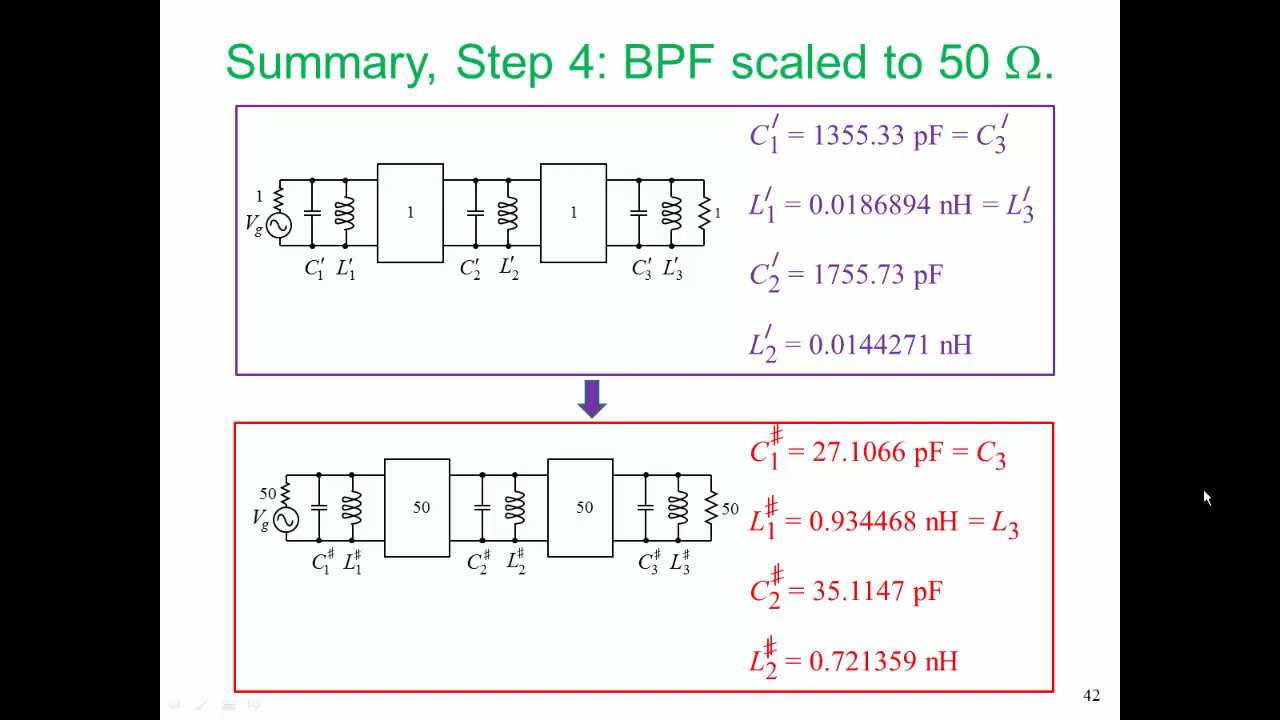 Summary, Step 4: BPF scaled to 50 Ω.
1
V_g
1
1
1
C′_1 L′_1 C′_2 L′_2 C′_3 L′_3
C′_1 = 1355.33 pF = C′_3
L′_1 = 0.0186894 nH = L′_3
C′_2 = 1755.73 pF
L′_2 = 0.0144271 nH
50
V_g
50
50
50
C^♯_1 L^♯_1 C^♯_2 L^♯_2 C^♯_3 L^♯_3
C^♯_1 = 27.1066 pF = C_3
L^♯_1 = 0.934468 nH = L_3
C^♯_2 = 35.1147 pF
L^♯_2 = 0.721359 nH
42